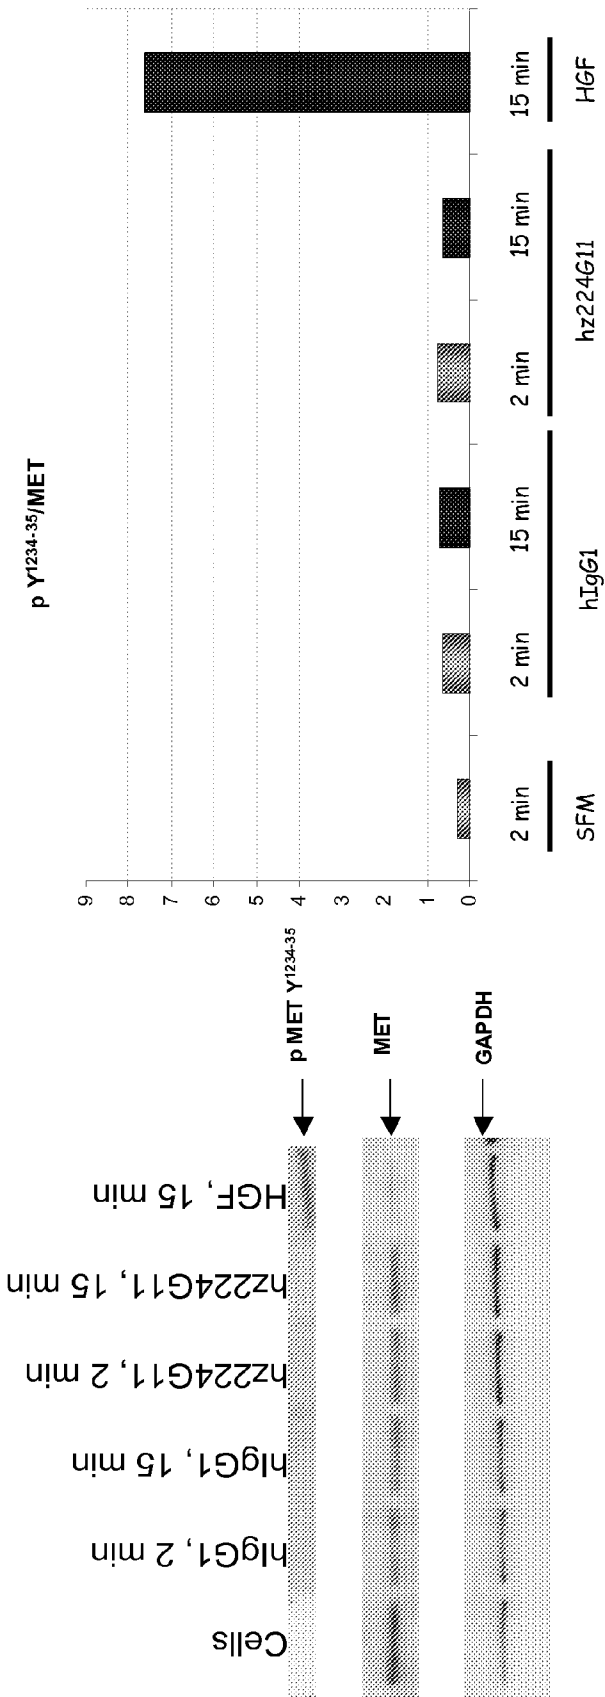 Cells
hIgG1, 2 min
hIgG1, 15 min
hz224G11, 2 min
hz224G11, 15 min
HGF, 15 min
p MET Y1234-35
MET
GAPDH
p Y1234-35/MET
9
8
7
6
5
4
3
2
1
0
2 min
2 min
15 min
2 min
15 min
15 min
SFM
hIgG1
hz224G11
HGF